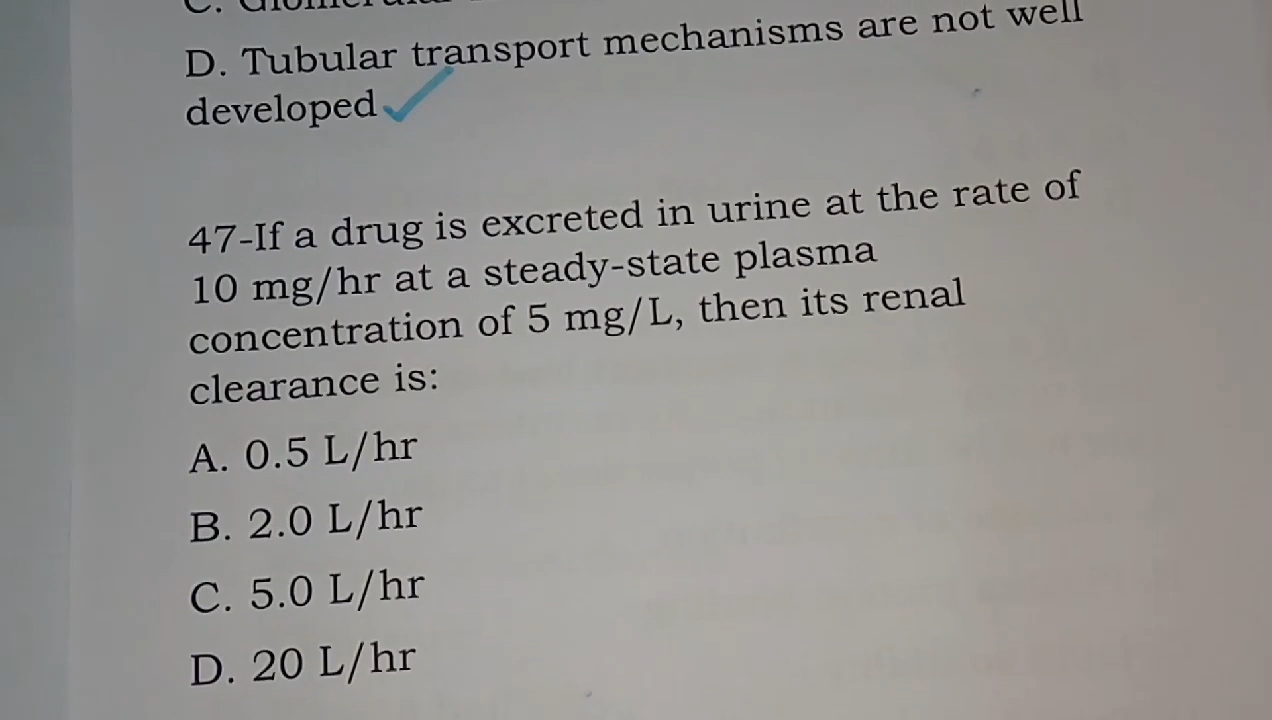 D. Tubular transport mechanisms are not well
developed
47-If a drug is excreted in urine at the rate of
10 mg/hr at a steady-state plasma
concentration of 5 mg/L, then its renal
clearance is:
A. 0.5 L/hr
B. 2.0 L/hr
C. 5.0 L/hr
D. 20 L/hr